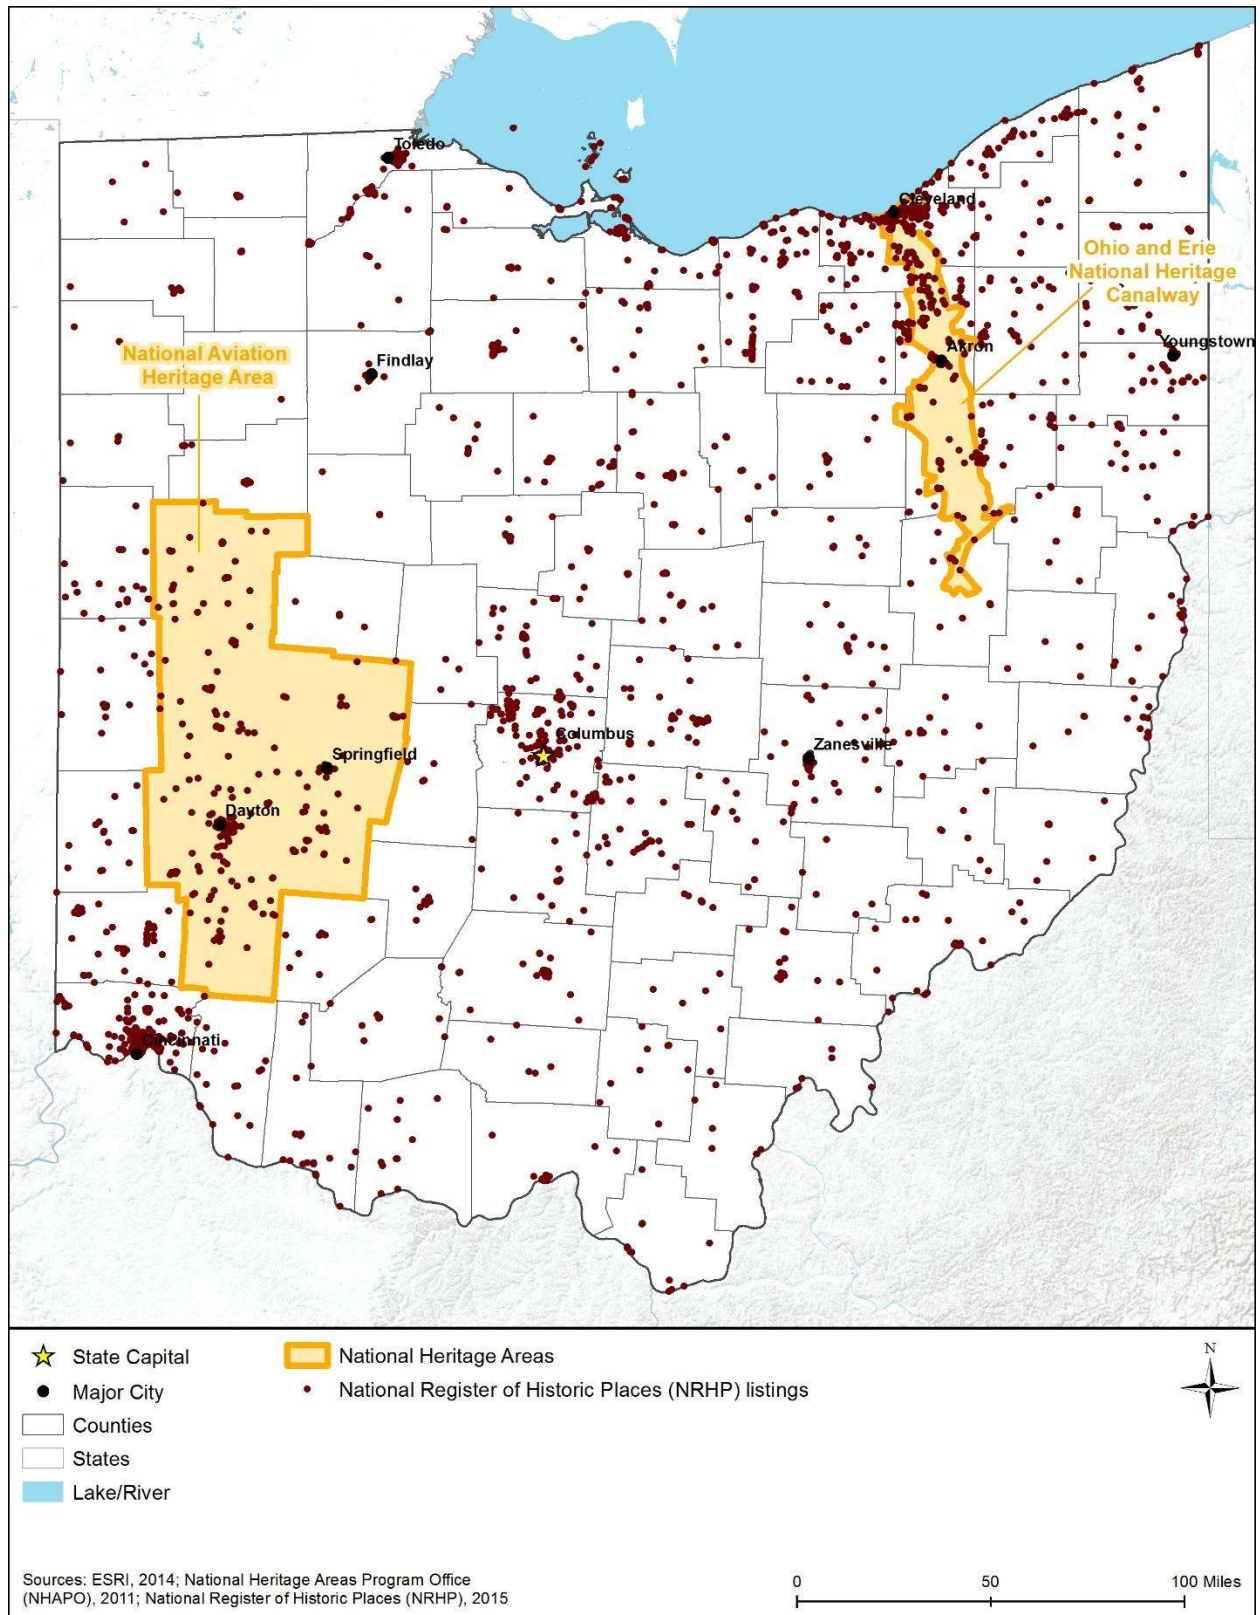 Toledo
Cleveland
Ohio and Erie
National Heritage
Canalway
National Aviation
Heritage Area
Findlay
Akron
Youngstown
Columbus
Zanesville
Springfield
Dayton
Cincinnati
State Capital
Major City
Counties
States
Lake/River
National Heritage Areas
National Register of Historic Places (NRHP) listings
N
Sources: ESRI, 2014; National Heritage Areas Program Office
(NHAPO), 2011; National Register of Historic Places (NRHP), 2015
0 50 100 Miles